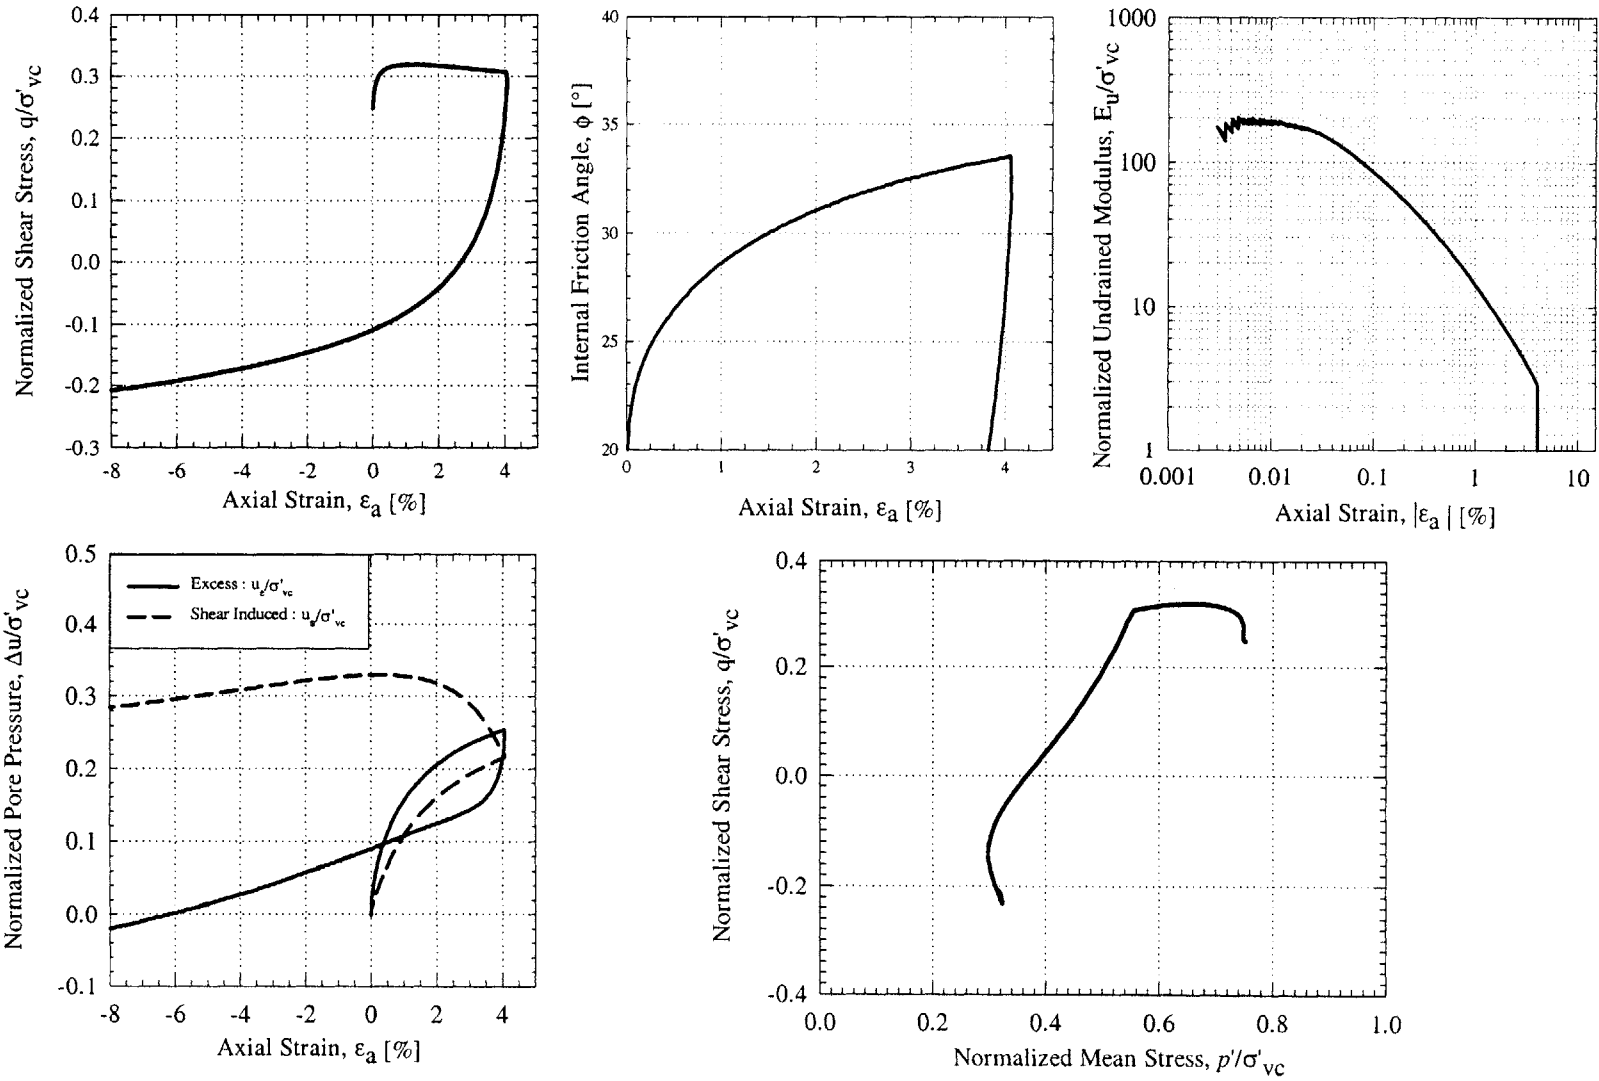 Normalized Shear Stress, q/σ'vc
0.4
0.3
0.2
0.1
0.0
-0.1
-0.2
-0.3
-8 -6 -4 -2 0 2 4
Axial Strain, εa [%]
Internal Friction Angle, ϕ [°]
40
35
30
25
20
0 1 2 3 4
Axial Strain, εa [%]
Normalized Undrained Modulus, Eu/σ'vc
1000
100
10
1
0.001 0.01 0.1 1 10
Axial Strain, |εa| [%]
Normalized Pore Pressure, Δu/σ'vc
0.5
0.4
0.3
0.2
0.1
0.0
-0.1
Excess : ue/σ'vc
Shear Induced : us/σ'vc
-8 -6 -4 -2 0 2 4
Axial Strain, εa [%]
Normalized Shear Stress, q/σ'vc
0.4
0.2
0.0
-0.2
-0.4
0.0 0.2 0.4 0.6 0.8 1.0
Normalized Mean Stress, p'/σ'vc